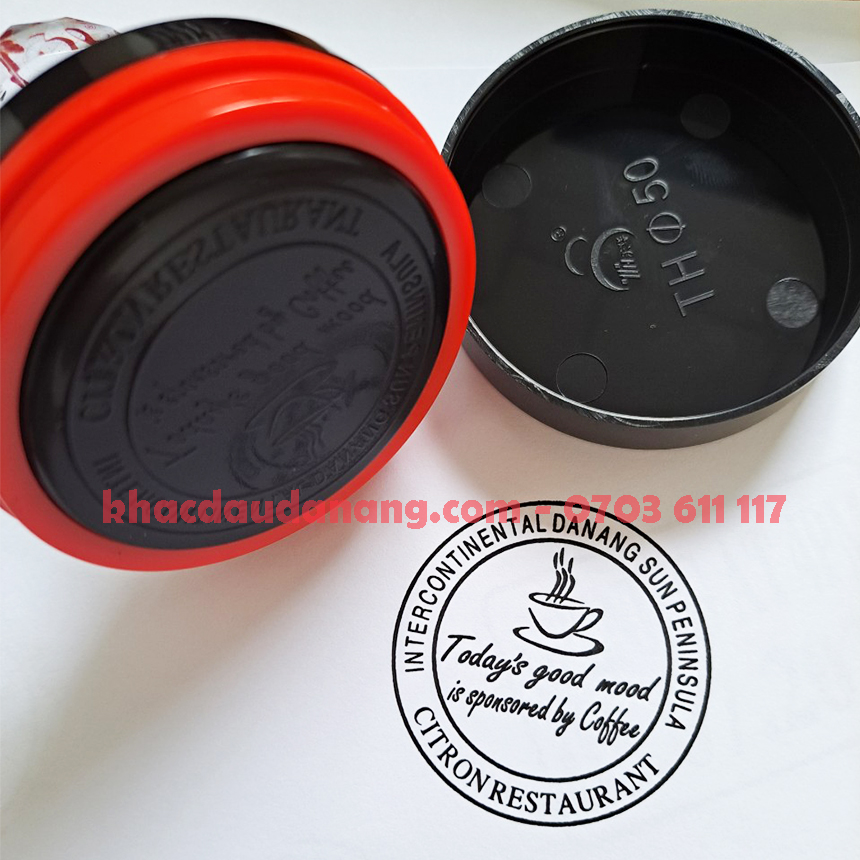 TH Ø 50
®
khacdaudanang.com - 0703 611 117
INTERCONTINENTAL DANANG SUN PENINSULA
Today's good mood
is sponsored by Coffee
CITRON RESTAURANT